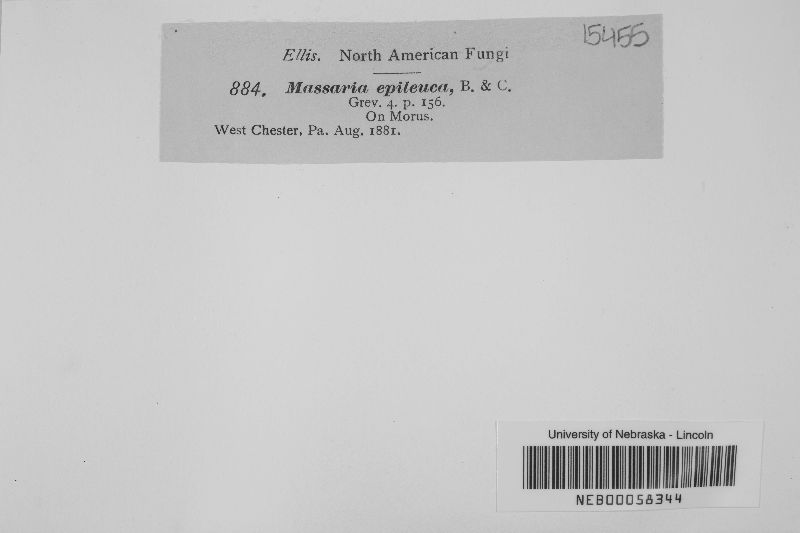 15455
Ellis. North American Fungi
884. Massaria epileuca, B. & C.
Grev. 4. p. 156.
On Morus.
West Chester, Pa. Aug. 1881.
University of Nebraska - Lincoln
NEB00058344